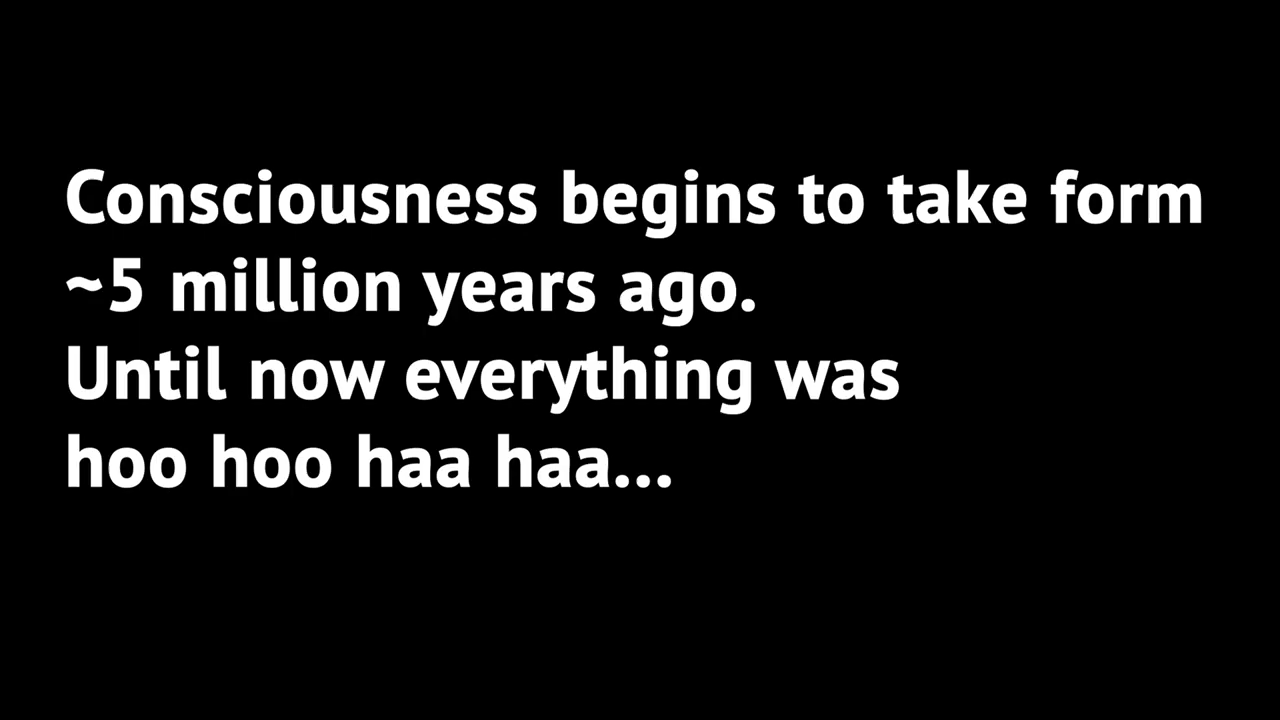 Consciousness begins to take form
~5 million years ago.
Until now everything was
hoo hoo haa haa...